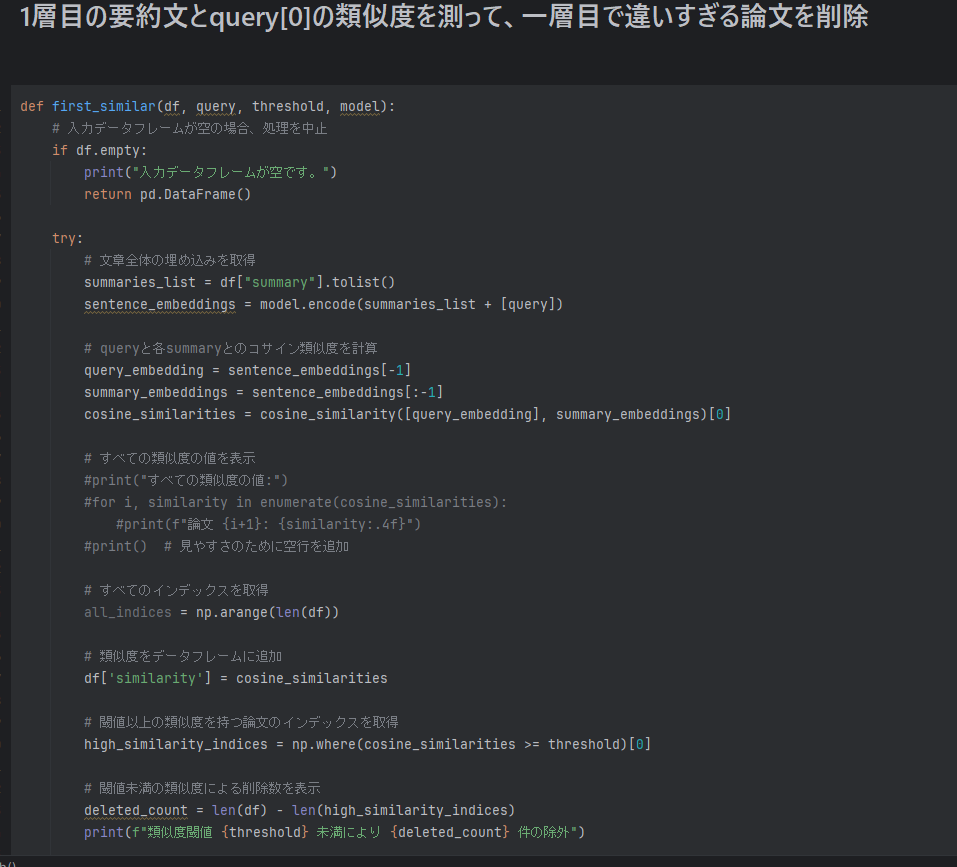 1層目の要約文とquery[0]の類似度を測って、一層目で違いすぎる論文を削除
def first_similar(df, query, threshold, model):
# 入力データフレームが空の場合、処理を中止
if df.empty:
print("入力データフレームが空です。")
return pd.DataFrame()
try:
# 文章全体の埋め込みを取得
summaries_list = df["summary"].tolist()
sentence_embeddings = model.encode(summaries_list + [query])
# queryと各summaryとのコサイン類似度を計算
query_embedding = sentence_embeddings[-1]
summary_embeddings = sentence_embeddings[:-1]
cosine_similarities = cosine_similarity([query_embedding], summary_embeddings)[0]
# すべての類似度の値を表示
#print("すべての類似度の値:")
#for i, similarity in enumerate(cosine_similarities):
#print(f"論文 {i+1}: {similarity:.4f}")
#print()  # 見やすさのために空行を追加
# すべてのインデックスを取得
all_indices = np.arange(len(df))
# 類似度をデータフレームに追加
df['similarity'] = cosine_similarities
# 閾値以上の類似度を持つ論文のインデックスを取得
high_similarity_indices = np.where(cosine_similarities >= threshold)[0]
# 閾値未満の類似度による削除数を表示
deleted_count = len(df) - len(high_similarity_indices)
print(f"類似度閾値 {threshold} 未満により {deleted_count} 件の除外")